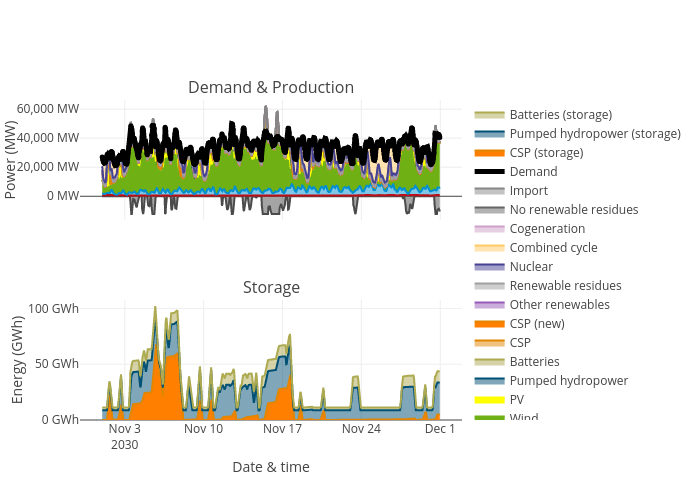 Demand & Production
60,000 MW
40,000 MW
20,000 MW
0 MW
Power (MW)
Storage
100 GWh
50 GWh
0 GWh
Energy (GWh)
Nov 3
2030
Nov 10
Nov 17
Nov 24
Dec 1
Date & time
Batteries (storage)
Pumped hydropower (storage)
CSP (storage)
Demand
Import
No renewable residues
Cogeneration
Combined cycle
Nuclear
Renewable residues
Other renewables
CSP (new)
CSP
Batteries
Pumped hydropower
PV
Wind